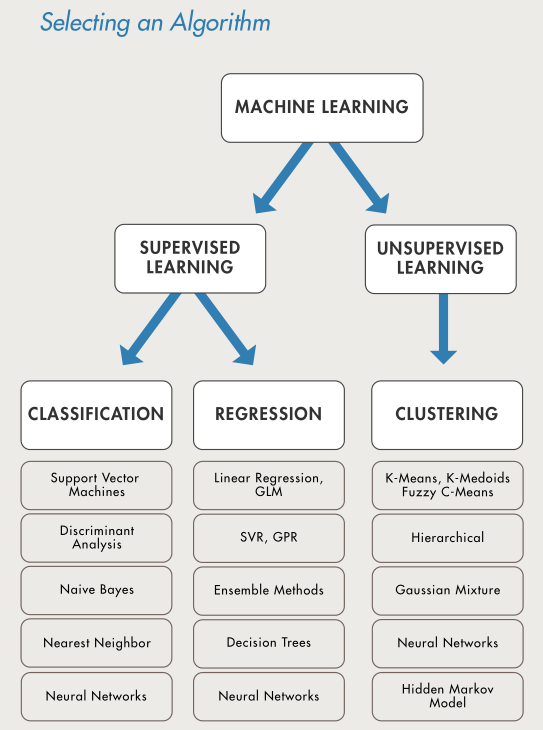 Selecting an Algorithm
MACHINE LEARNING
SUPERVISED
LEARNING
UNSUPERVISED
LEARNING
CLASSIFICATION
Support Vector
Machines
Discriminant
Analysis
Naive Bayes
Nearest Neighbor
Neural Networks
REGRESSION
Linear Regression,
GLM
SVR, GPR
Ensemble Methods
Decision Trees
Neural Networks
CLUSTERING
K-Means, K-Medoids
Fuzzy C-Means
Hierarchical
Gaussian Mixture
Neural Networks
Hidden Markov
Model